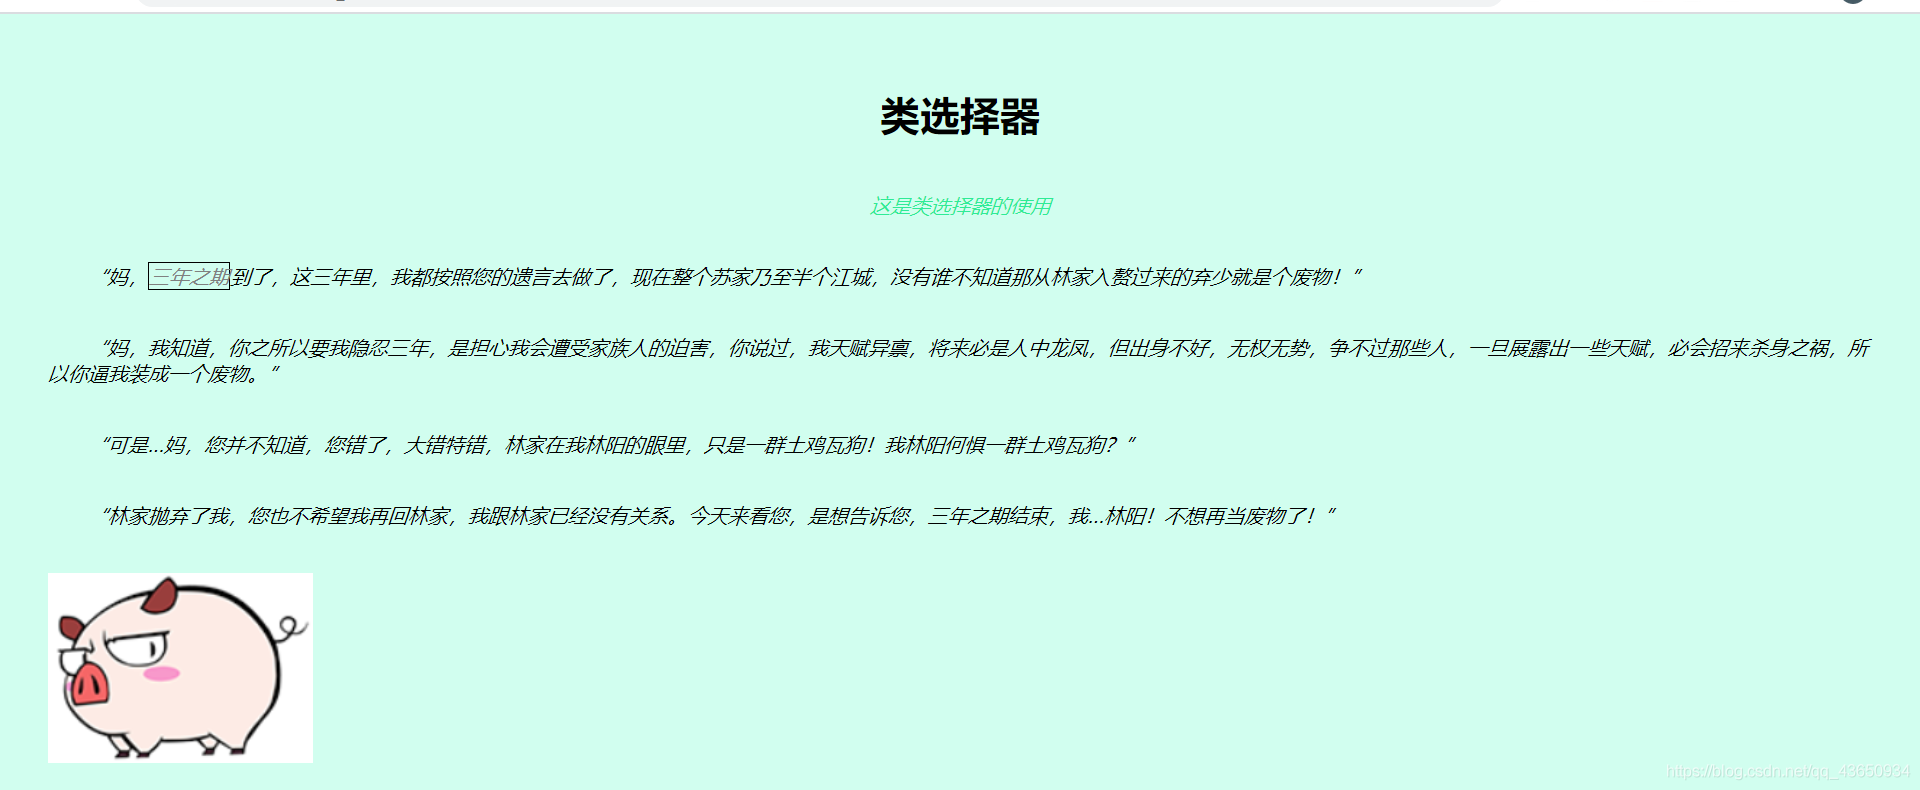 类选择器
这是类选择器的使用
“妈，三年之期到了，这三年里，我都按照您的遗言去做了，现在整个苏家乃至半个江城，没有谁不知道那从林家入赘过来的弃少就是个废物！”
“妈，我知道，你之所以要我隐忍三年，是担心我会遭受家族人的迫害，你说过，我天赋异禀，将来必是人中龙凤，但出身不好，无权无势，争不过那些人，一旦展露出一些天赋，必会招来杀身之祸，所
以你逼我装成一个废物。”
“可是...妈，您并不知道，您错了，大错特错，林家在我林阳的眼里，只是一群土鸡瓦狗！我林阳何惧一群土鸡瓦狗？”
“林家抛弃了我，您也不希望我再回林家，我跟林家已经没有关系。今天来看您，是想告诉您，三年之期结束，我...林阳！不想再当废物了！”
https://blog.csdn.net/qq_43650934